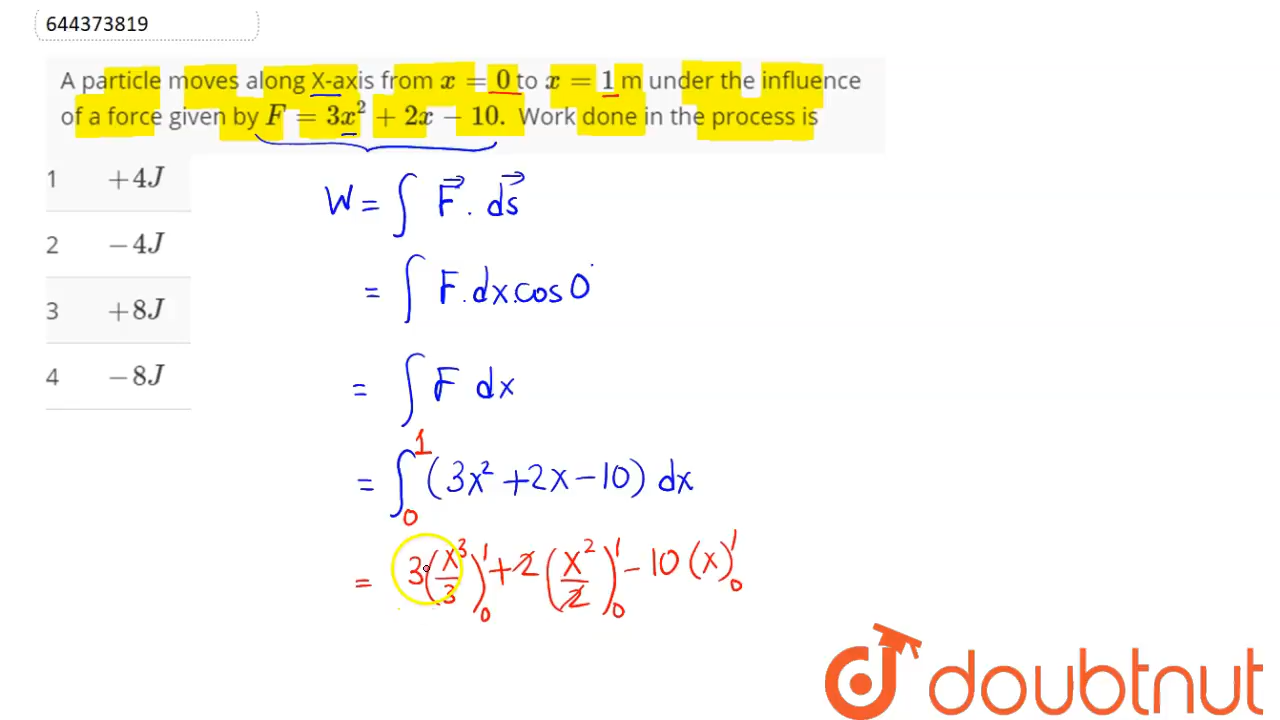 644373819
A particle moves along X-axis from x = 0 to x = 1 m under the influence
of a force given by F = 3x² + 2x − 10. Work done in the process is
1 +4J
2 −4J
3 +8J
4 −8J
W = ∫ F⃗ . ds⃗
= ∫ F.dx.cos 0°
= ∫ F dx
= ∫₀¹ (3x² + 2x − 10) dx
= 3(x³/3)₀¹ + 2(x²/2)₀¹ − 10(x)₀¹
doubtnut